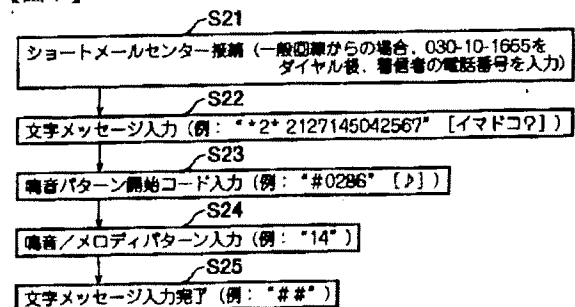 S21
ショートメールセンター接続（一般回線からの場合，030-10-1655を
ダイヤル後，着信者の電話番号を入力）
S22
文字メッセージ入力（例："*2* 2127145042567" [イマドコ？]）
S23
鳴音パターン開始コード入力（例："#0286" [♪]）
S24
鳴音／メロディパターン入力（例："14"）
S25
文字メッセージ入力完了（例："##"）